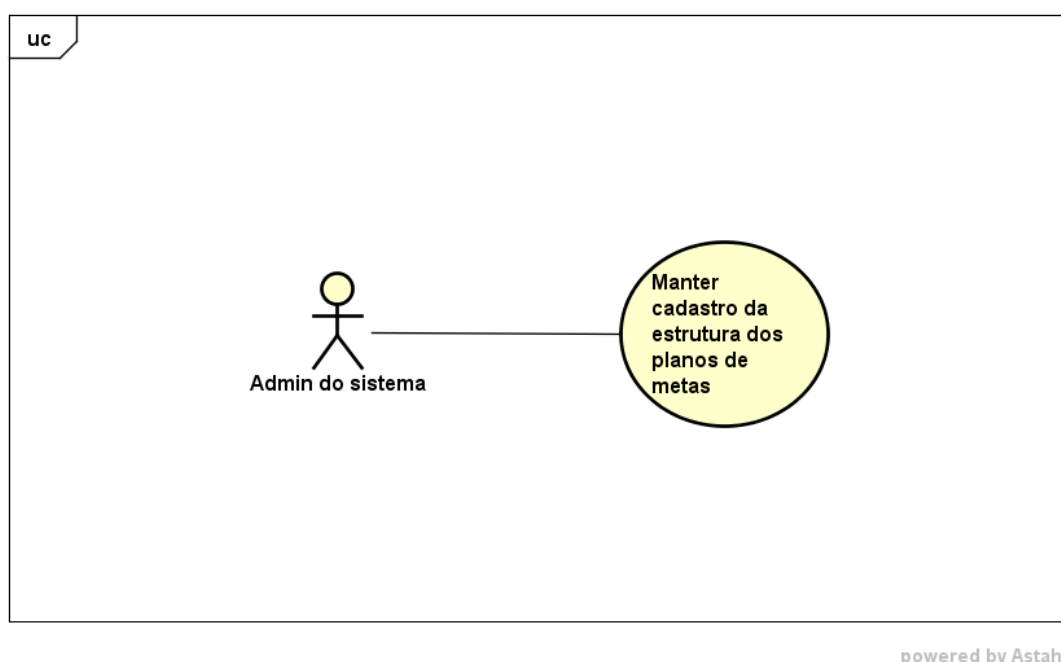 uc
Manter
cadastro da
estrutura dos
planos de
metas
Admin do sistema
powered by Astah